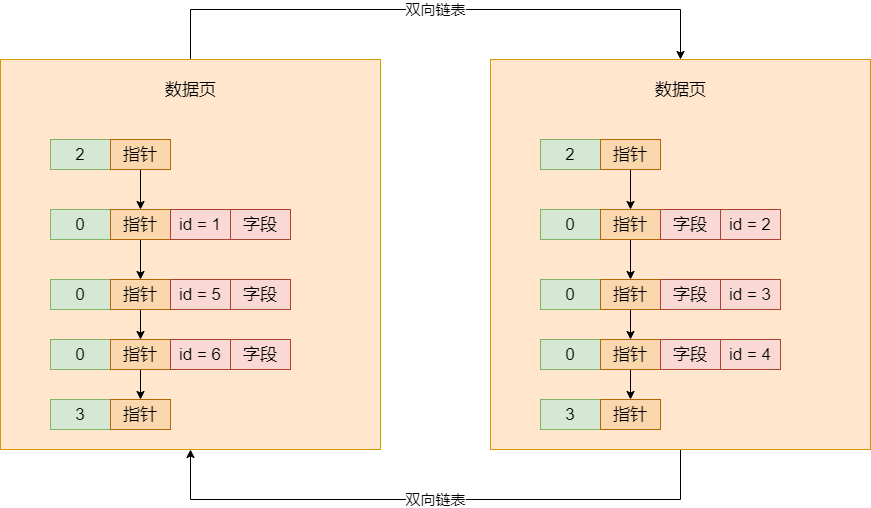 双向链表
数据页
2 指针
0 指针 id = 1 字段
0 指针 id = 5 字段
0 指针 id = 6 字段
3 指针
数据页
2 指针
0 指针 字段 id = 2
0 指针 字段 id = 3
0 指针 字段 id = 4
3 指针
双向链表